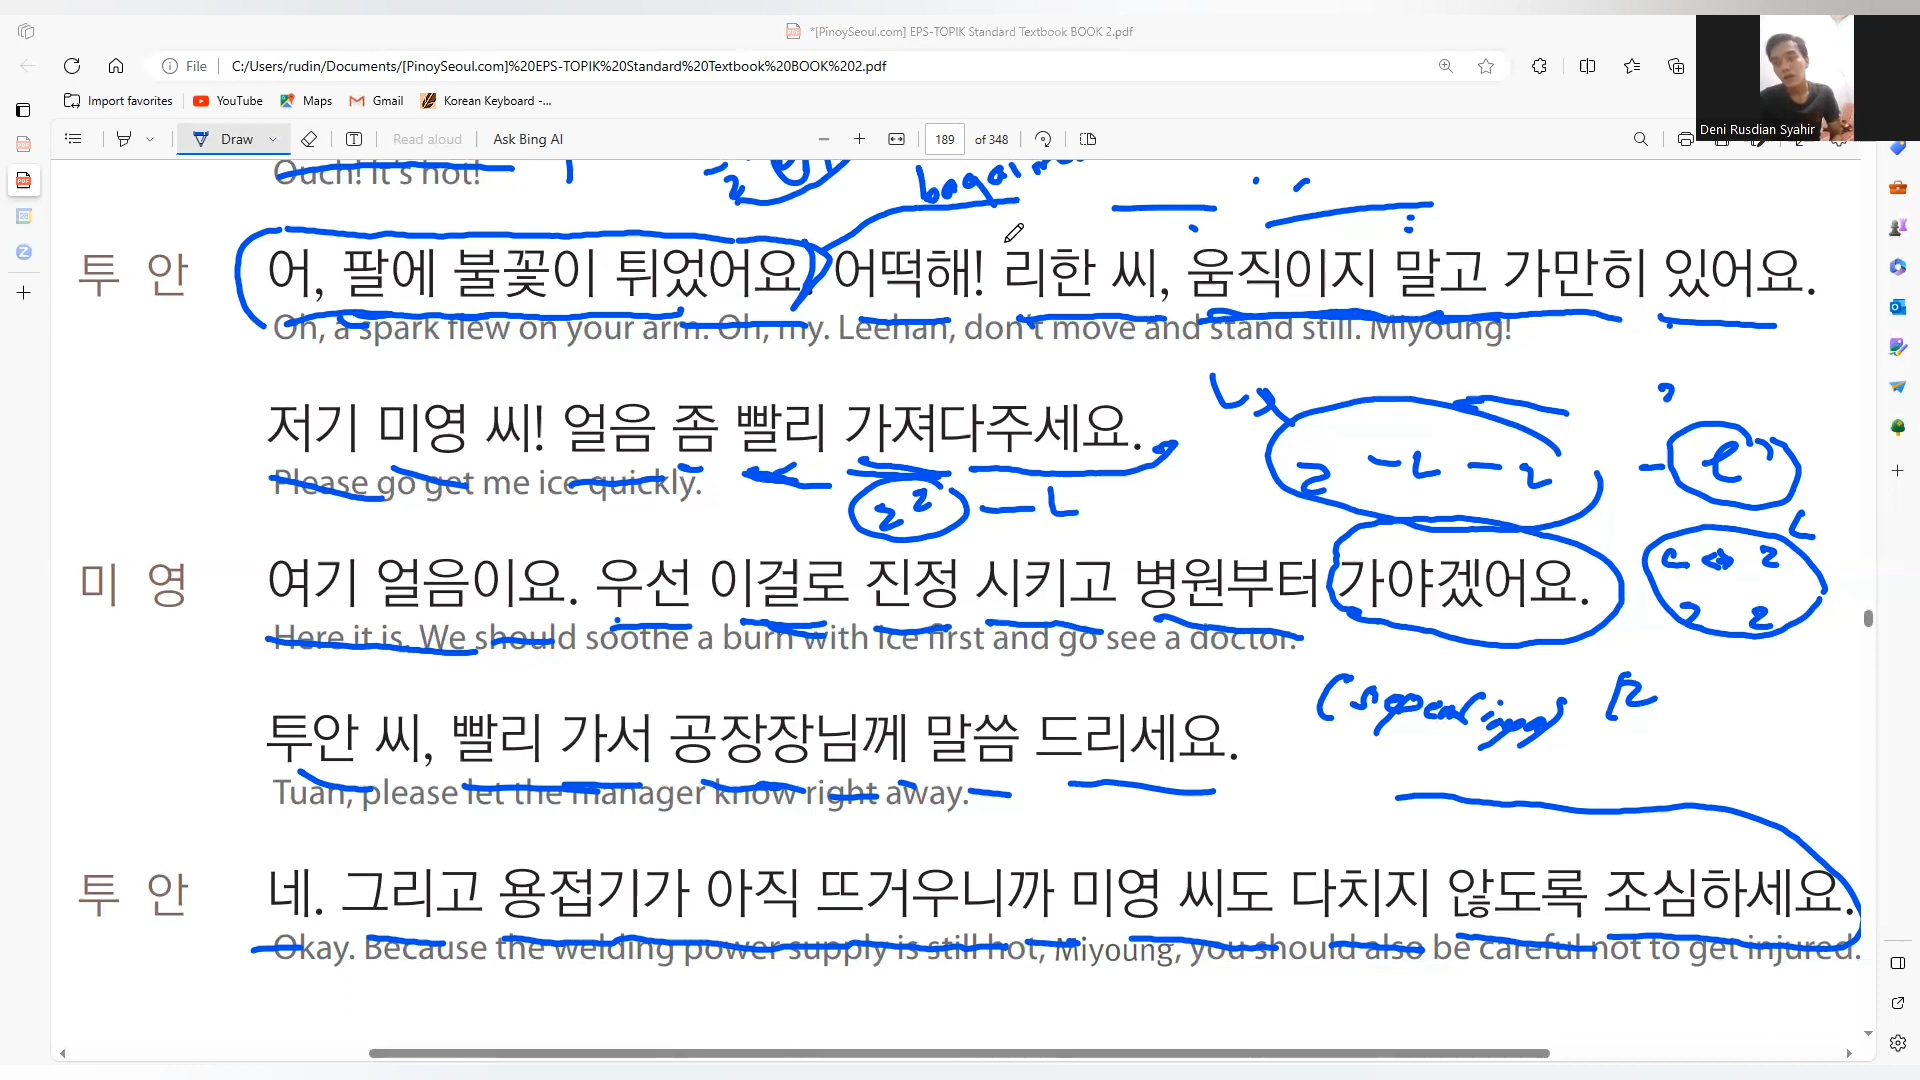 *[PinoySeoul.com] EPS-TOPIK Standard Textbook BOOK 2.pdf
File C:/Users/rudin/Documents/[PinoySeoul.com]%20EPS-TOPIK%20Standard%20Textbook%20BOOK%202.pdf
Import favorites YouTube Maps Gmail Korean Keyboard -...
Deni Rusdian Syahir
Draw Read aloud Ask Bing AI 189 of 348
Ouch! It's hot!
투 안 어, 팔에 불꽃이 튀었어요. 어떡해! 리한 씨, 움직이지 말고 가만히 있어요.
Oh, a spark flew on your arm. Oh, my. Leehan, don't move and stand still. Miyoung!
저기 미영 씨! 얼음 좀 빨리 가져다주세요.
Please go get me ice quickly.
미 영 여기 얼음이요. 우선 이걸로 진정 시키고 병원부터 가야겠어요.
Here it is. We should soothe a burn with ice first and go see a doctor.
투안 씨, 빨리 가서 공장장님께 말씀 드리세요.
Tuan, please let the manager know right away.
투 안 네. 그리고 용접기가 아직 뜨거우니까 미영 씨도 다치지 않도록 조심하세요.
Okay. Because the welding power supply is still hot, Miyoung, you should also be careful not to get injured.